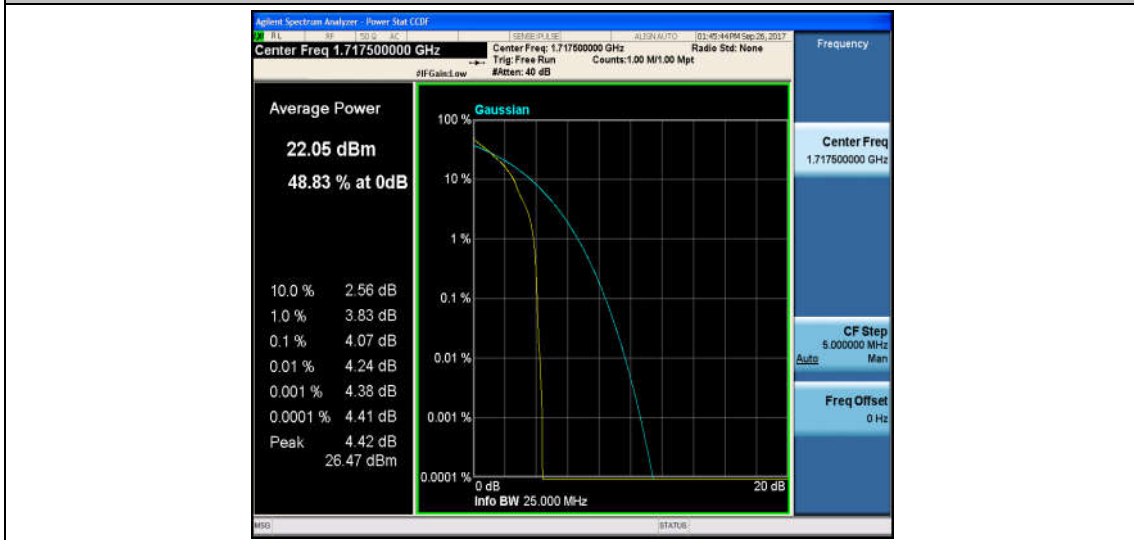 Agilent Spectrum Analyzer - Power Stat CCDF
RL RF 50 Ω AC SENSE:PULSE ALIGN AUTO 01:45:44 PM Sep 26, 2017
Center Freq 1.717500000 GHz
Center Freq: 1.717500000 GHz Radio Std: None
Trig: Free Run Counts:1.00 M/1.00 Mpt
#IFGain:Low #Atten: 40 dB
Frequency
Average Power
22.05 dBm
48.83 % at 0dB
10.0 % 2.56 dB
1.0 % 3.83 dB
0.1 % 4.07 dB
0.01 % 4.24 dB
0.001 % 4.38 dB
0.0001 % 4.41 dB
Peak 4.42 dB
26.47 dBm
Gaussian
100 %
10 %
1 %
0.1 %
0.01 %
0.001 %
0.0001 %
0 dB 20 dB
Info BW 25.000 MHz
Center Freq
1.717500000 GHz
CF Step
5.000000 MHz
Auto Man
Freq Offset
0 Hz
MSG STATUS